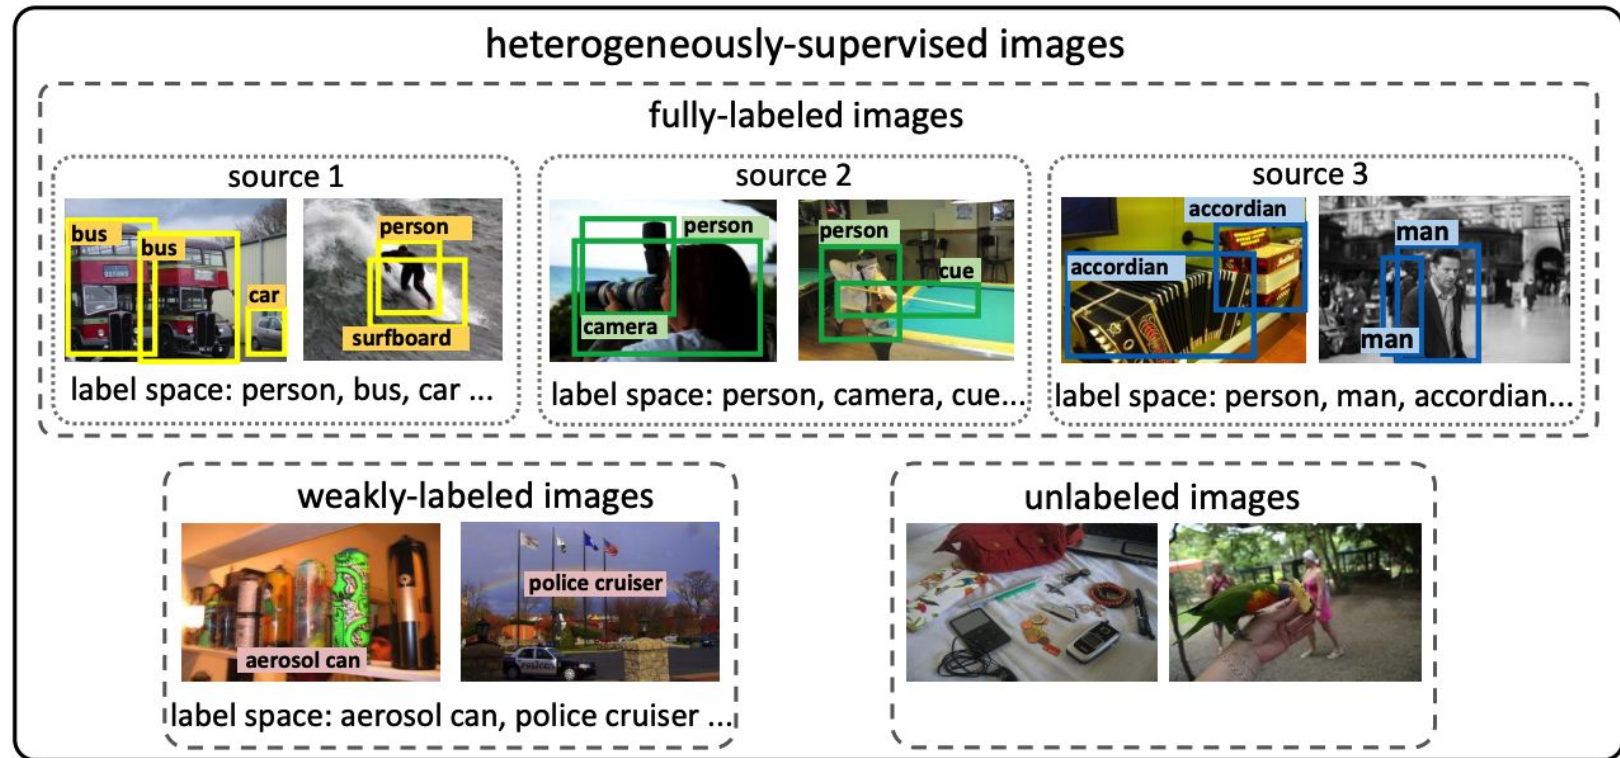 heterogeneously-supervised images
fully-labeled images
source 1
bus
bus
car
person
surfboard
label space: person, bus, car ...
source 2
person
camera
person
cue
label space: person, camera, cue...
source 3
accordian
accordian
man
man
label space: person, man, accordian...
weakly-labeled images
aerosol can
police cruiser
label space: aerosol can, police cruiser ...
unlabeled images